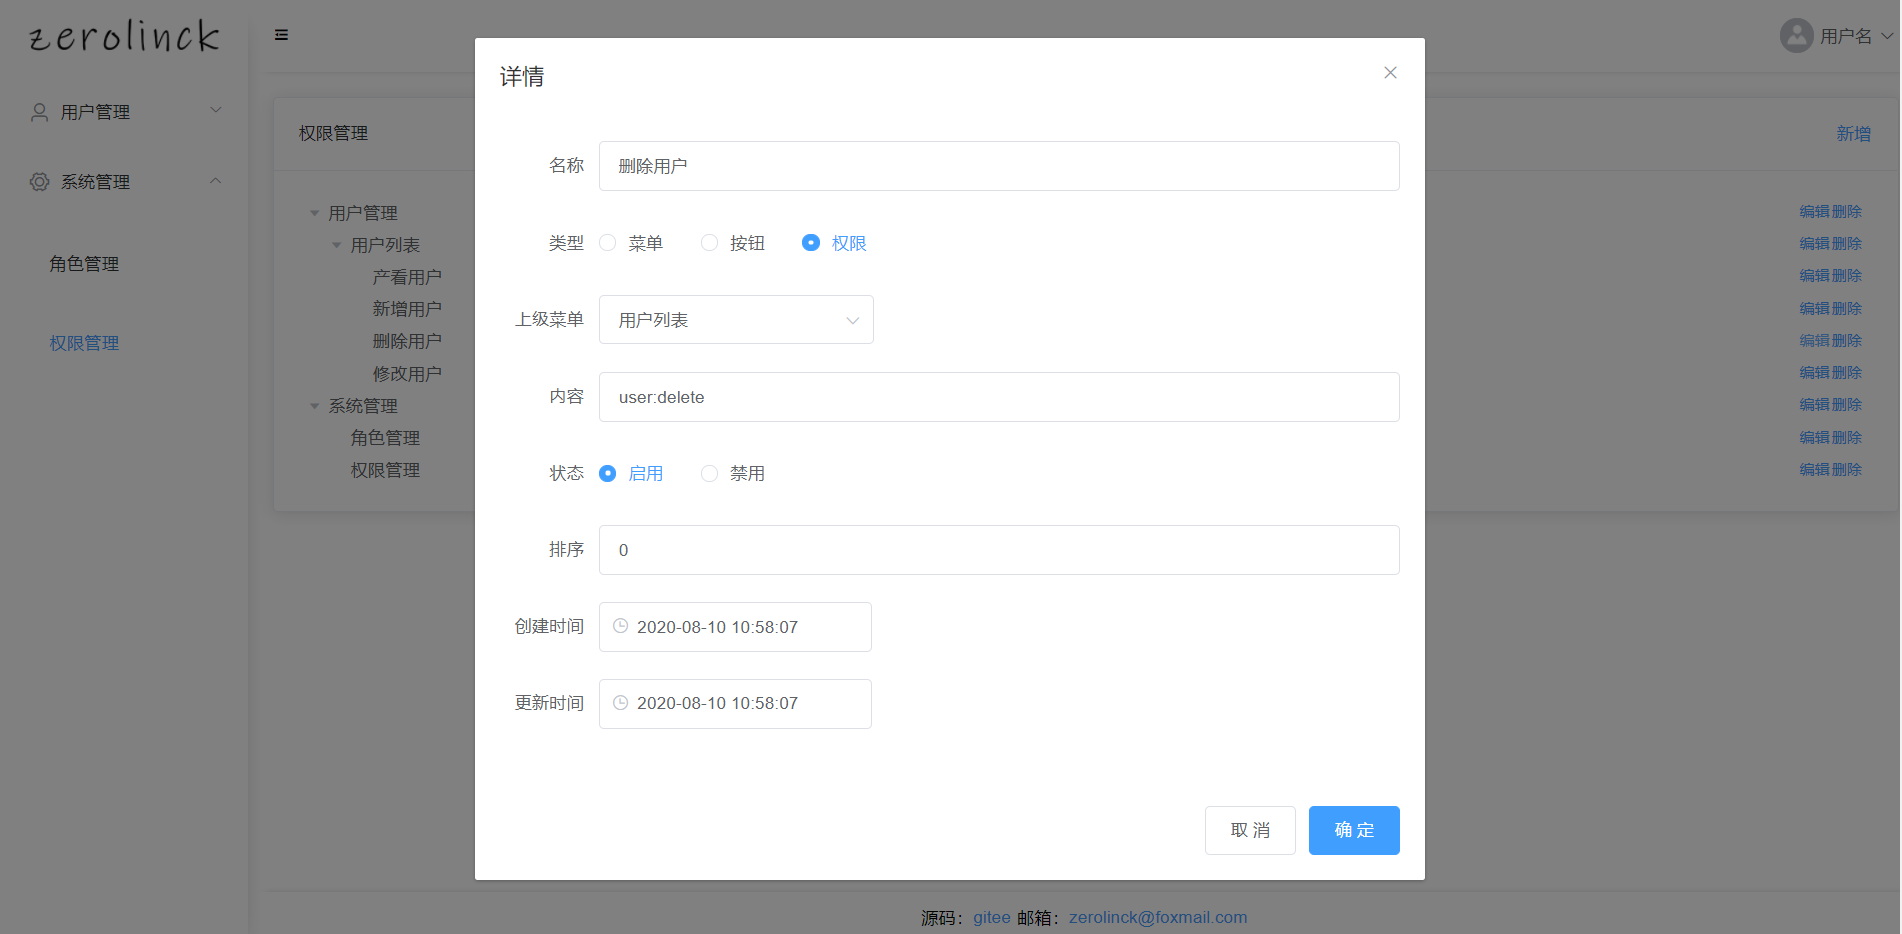 zerolinck
用户名
用户管理
系统管理
角色管理
权限管理
权限管理
新增
用户管理
编辑 删除
用户列表
编辑 删除
产看用户
编辑 删除
新增用户
编辑 删除
删除用户
编辑 删除
修改用户
编辑 删除
系统管理
编辑 删除
角色管理
编辑 删除
权限管理
编辑 删除
详情
名称 删除用户
类型 菜单 按钮 权限
上级菜单 用户列表
内容 user:delete
状态 启用 禁用
排序 0
创建时间 2020-08-10 10:58:07
更新时间 2020-08-10 10:58:07
取 消 确 定
源码：gitee 邮箱：zerolinck@foxmail.com